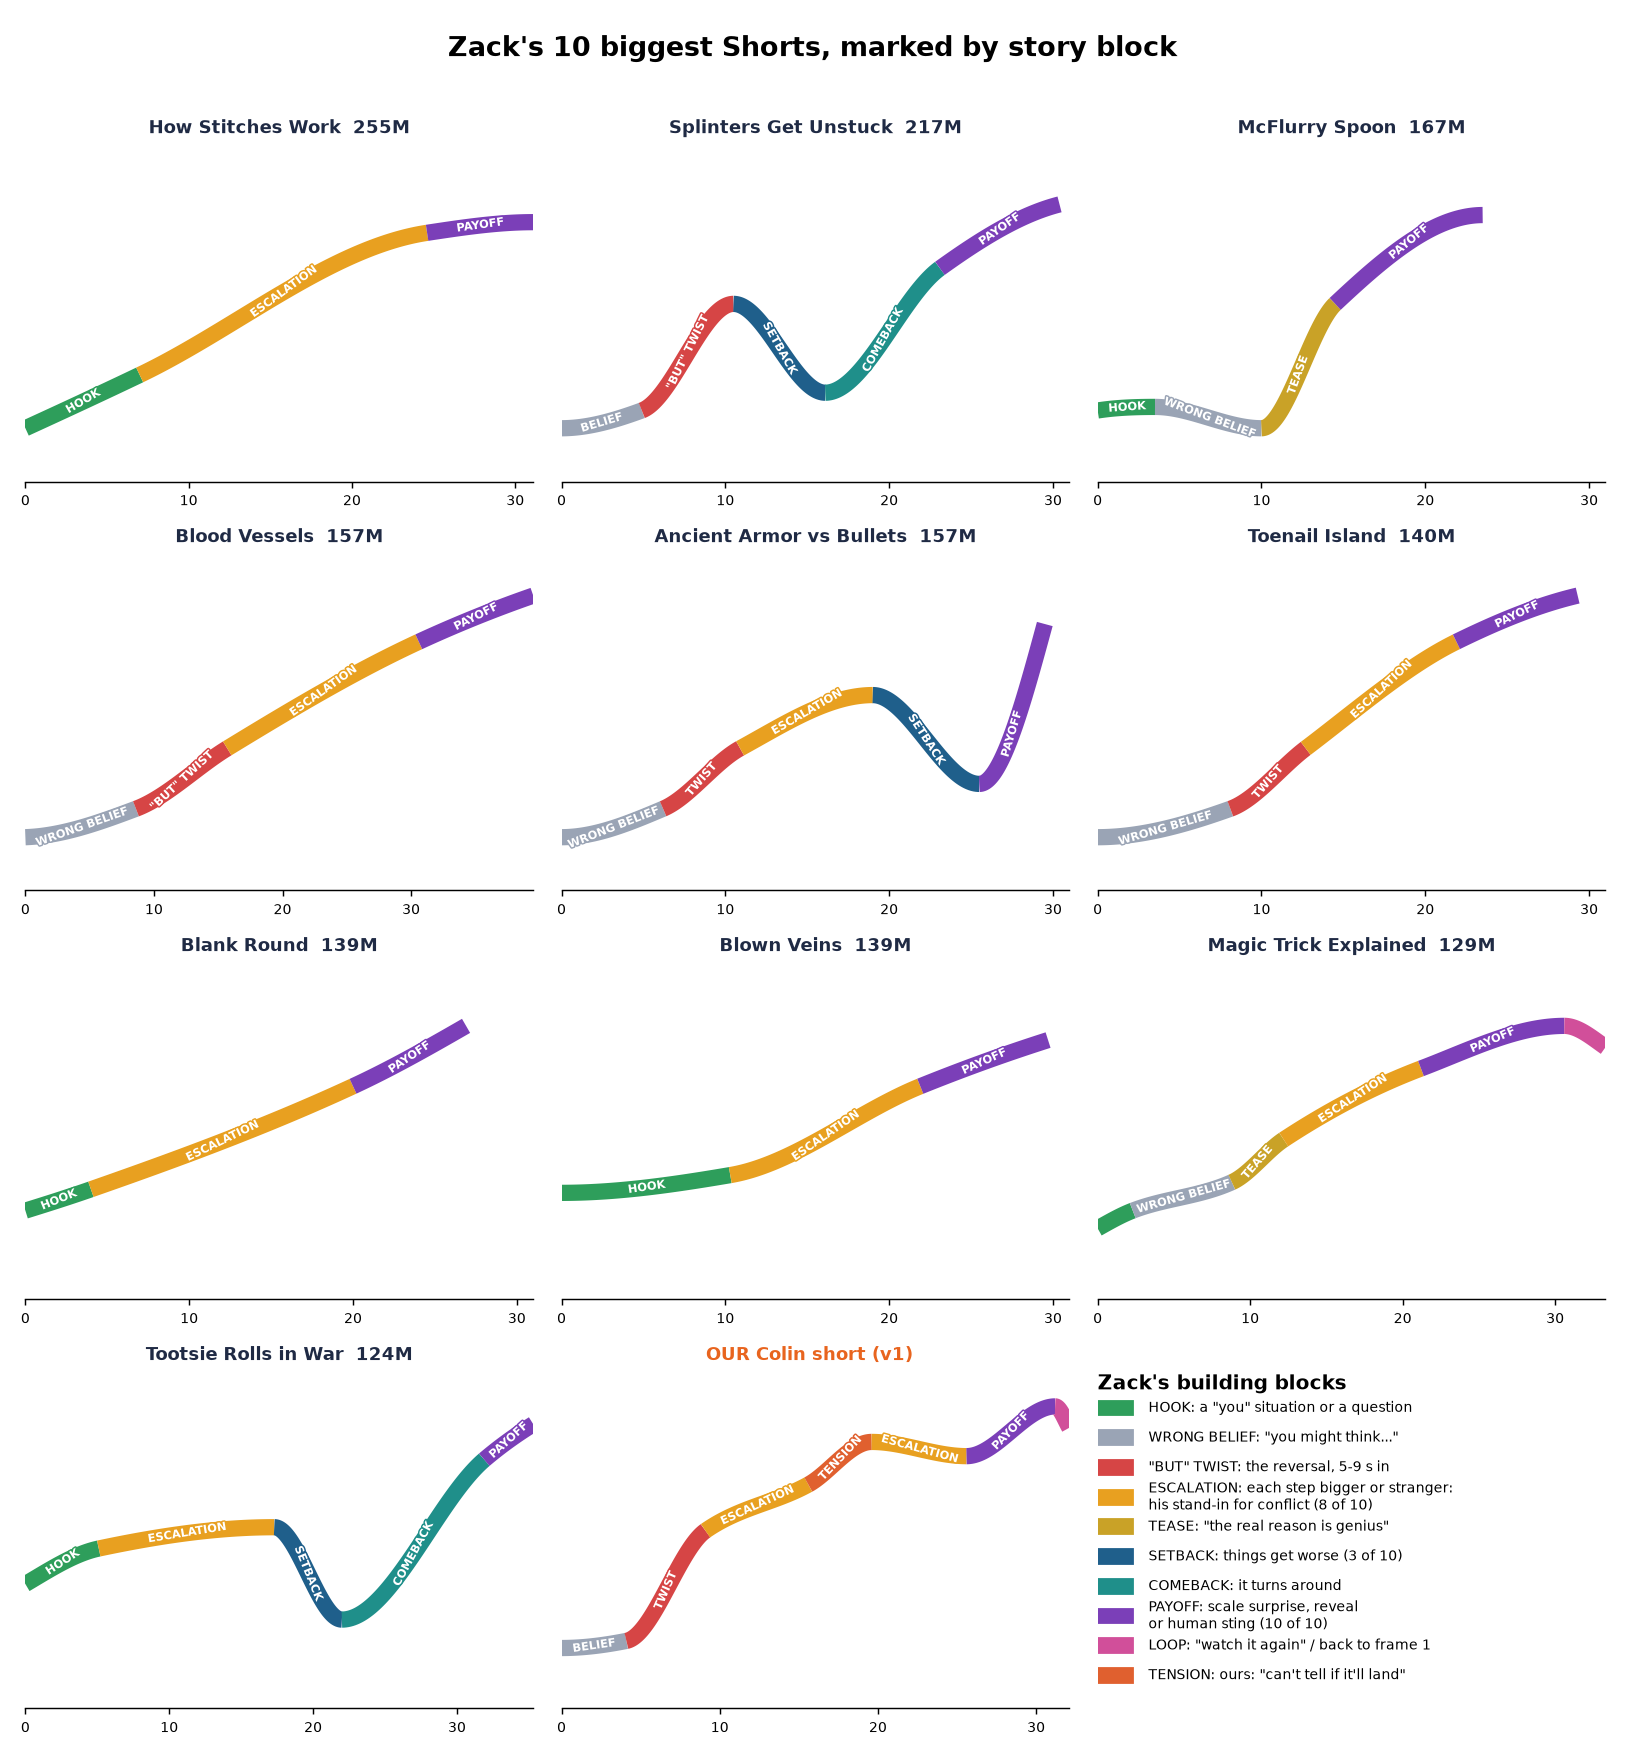 Zack's 10 biggest Shorts, marked by story block
How Stitches Work  255M
HOOK
ESCALATION
PAYOFF
0 10 20 30
Splinters Get Unstuck  217M
BELIEF
"BUT" TWIST
SETBACK
COMEBACK
PAYOFF
0 10 20 30
McFlurry Spoon  167M
HOOK
WRONG BELIEF
TEASE
PAYOFF
0 10 20 30
Blood Vessels  157M
WRONG BELIEF
"BUT" TWIST
ESCALATION
PAYOFF
0 10 20 30
Ancient Armor vs Bullets  157M
WRONG BELIEF
TWIST
ESCALATION
SETBACK
PAYOFF
0 10 20 30
Toenail Island  140M
WRONG BELIEF
TWIST
ESCALATION
PAYOFF
0 10 20 30
Blank Round  139M
HOOK
ESCALATION
PAYOFF
0 10 20 30
Blown Veins  139M
HOOK
ESCALATION
PAYOFF
0 10 20 30
Magic Trick Explained  129M
WRONG BELIEF
TEASE
ESCALATION
PAYOFF
0 10 20 30
Tootsie Rolls in War  124M
HOOK
ESCALATION
SETBACK
COMEBACK
PAYOFF
0 10 20 30
OUR Colin short (v1)
BELIEF
TWIST
ESCALATION
TENSION
ESCALATION
PAYOFF
0 10 20 30
Zack's building blocks
HOOK: a "you" situation or a question
WRONG BELIEF: "you might think..."
"BUT" TWIST: the reversal, 5-9 s in
ESCALATION: each step bigger or stranger:
his stand-in for conflict (8 of 10)
TEASE: "the real reason is genius"
SETBACK: things get worse (3 of 10)
COMEBACK: it turns around
PAYOFF: scale surprise, reveal
or human sting (10 of 10)
LOOP: "watch it again" / back to frame 1
TENSION: ours: "can't tell if it'll land"